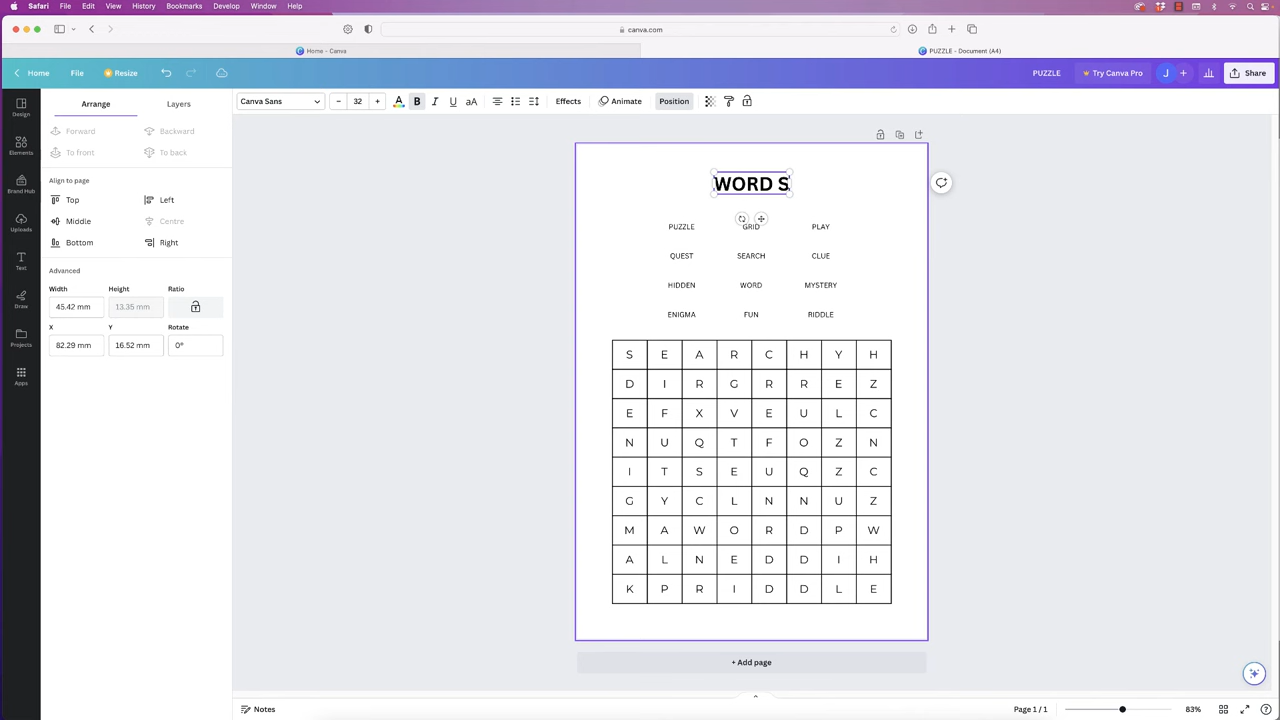 Safari File Edit View History Bookmarks Develop Window Help
canva.com
Home - Canva
PUZZLE - Document (A4)
Home File Resize PUZZLE Try Canva Pro J Share
Arrange Layers Canva Sans - 32 + A B I U aA Effects Animate Position
Design
Elements
Brand Hub
Uploads
Text
Draw
Projects
Apps
Forward Backward
To front To back
Align to page
Top Left
Middle Centre
Bottom Right
Advanced
Width Height Ratio
45.42 mm 13.35 mm
X Y Rotate
82.29 mm 16.52 mm 0°
WORD S
PUZZLE GRID PLAY
QUEST SEARCH CLUE
HIDDEN WORD MYSTERY
ENIGMA FUN RIDDLE
S E A R C H Y H
D I R G R R E Z
E F X V E U L C
N U Q T F O Z N
I T S E U Q Z C
G Y C L N N U Z
M A W O R D P W
A L N E D D I H
K P R I D D L E
+ Add page
Notes Page 1 / 1 83%